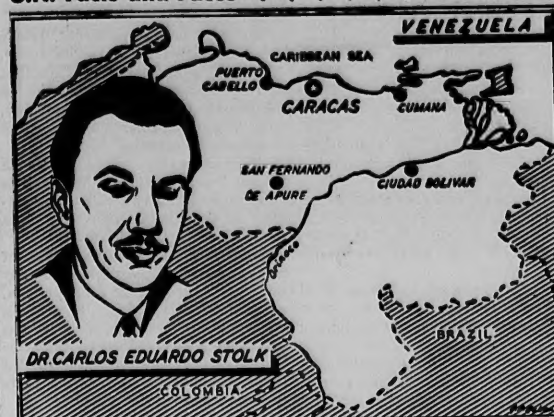 VENEZUELA
CARIBBEAN SEA
PUERTO
CABELLO
CARACAS
CUMANA
SAN FERNANDO
DE APURE
CIUDAD BOLIVAR
ORINOCO
BRAZIL
DR. CARLOS EDUARDO STOLK
COLOMBIA